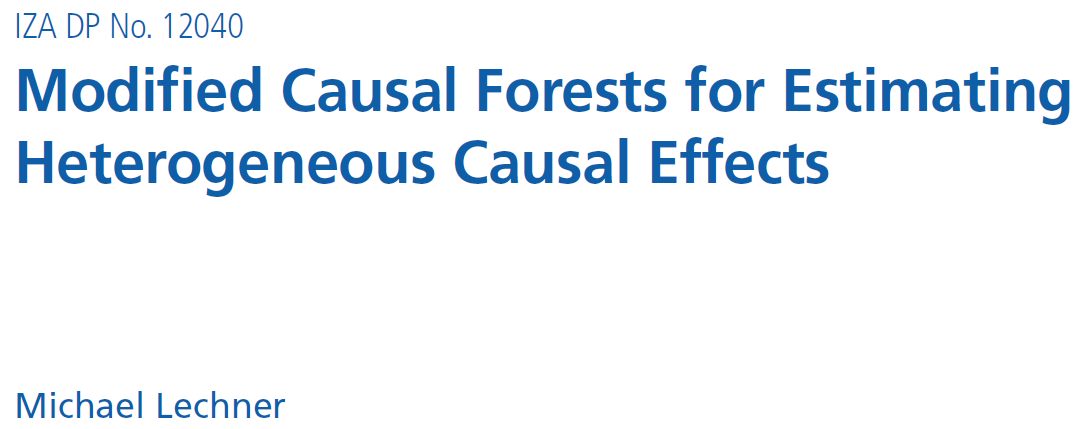 IZA DP No. 12040
Modified Causal Forests for Estimating
Heterogeneous Causal Effects
Michael Lechner